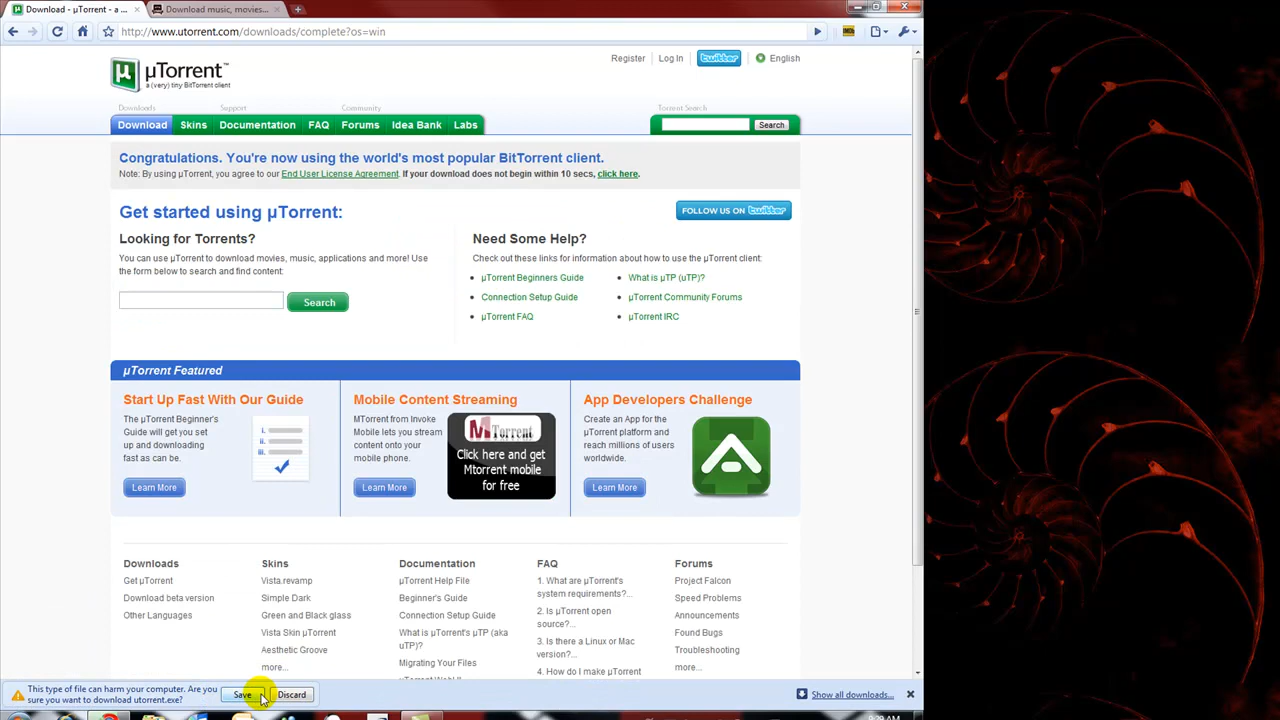 Download - µTorrent - a ...
Download music, movies...
http://www.utorrent.com/downloads/complete?os=win
IMDb
Register
Log In
twitter
English
µ
µTorrent™
a (very) tiny BitTorrent client
Downloads
Support
Community
Torrent Search
Download
Skins
Documentation
FAQ
Forums
Idea Bank
Labs
Search
Congratulations. You're now using the world's most popular BitTorrent client.
Note: By using µTorrent, you agree to our End User License Agreement. If your download does not begin within 10 secs, click here.
Get started using µTorrent:
FOLLOW US ON twitter
Looking for Torrents?
You can use µTorrent to download movies, music, applications and more! Use
the form below to search and find content:
Search
Need Some Help?
Check out these links for information about how to use the µTorrent client:
µTorrent Beginners Guide
What is µTP (uTP)?
Connection Setup Guide
µTorrent Community Forums
µTorrent FAQ
µTorrent IRC
µTorrent Featured
Start Up Fast With Our Guide
The µTorrent Beginner's
Guide will get you set
up and downloading
fast as can be.
i.
ii.
iii.
Learn More
Mobile Content Streaming
MTorrent from Invoke
Mobile lets you stream
content onto your
mobile phone.
MTorrent
Click here and get
Mtorrent mobile
for free
Learn More
App Developers Challenge
Create an App for the
µTorrent platform and
reach millions of users
worldwide.
Learn More
Downloads
Get µTorrent
Download beta version
Other Languages
Skins
Vista.revamp
Simple Dark
Green and Black glass
Vista Skin µTorrent
Aesthetic Groove
more...
Documentation
µTorrent Help File
Beginner's Guide
Connection Setup Guide
What is µTorrent's µTP (aka
uTP)?
Migrating Your Files
FAQ
1. What are µTorrent's
system requirements?...
2. Is µTorrent open
source?...
3. Is there a Linux or Mac
version?...
4. How do I make µTorrent
Forums
Project Falcon
Speed Problems
Announcements
Found Bugs
Troubleshooting
more...
This type of file can harm your computer. Are you
sure you want to download utorrent.exe?
Save
Discard
Show all downloads...